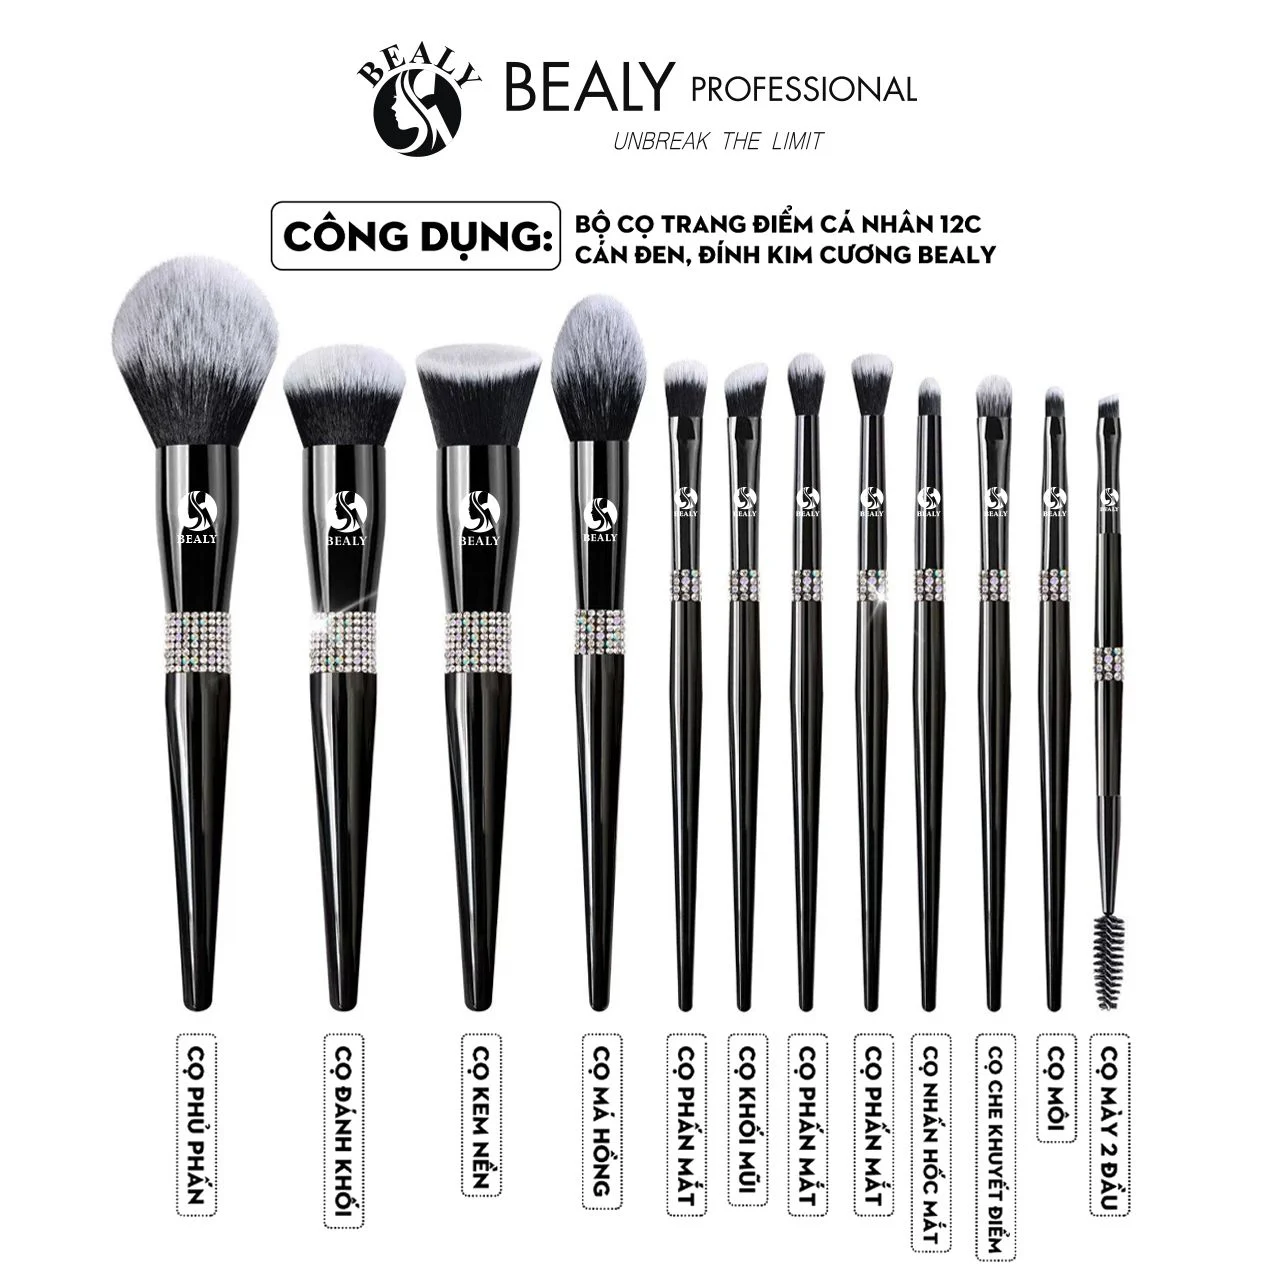 BEALY
BEALY PROFESSIONAL
UNBREAK THE LIMIT
CÔNG DỤNG:
BỘ CỌ TRANG ĐIỂM CÁ NHÂN 12C
CÁN ĐEN, ĐÍNH KIM CƯƠNG BEALY
BEALY
BEALY
BEALY
BEALY
BEALY
BEALY
BEALY
BEALY
BEALY
BEALY
BEALY
BEALY
CỌ PHỦ PHẤN
CỌ ĐÁNH KHỐI
CỌ KEM NỀN
CỌ MÁ HỒNG
CỌ PHẤN MẮT
CỌ KHỐI MŨI
CỌ PHẤN MẮT
CỌ PHẤN MẮT
CỌ NHẤN HỐC MẮT
CỌ CHE KHUYẾT ĐIỂM
CỌ MÔI
CỌ MÀY 2 ĐẦU